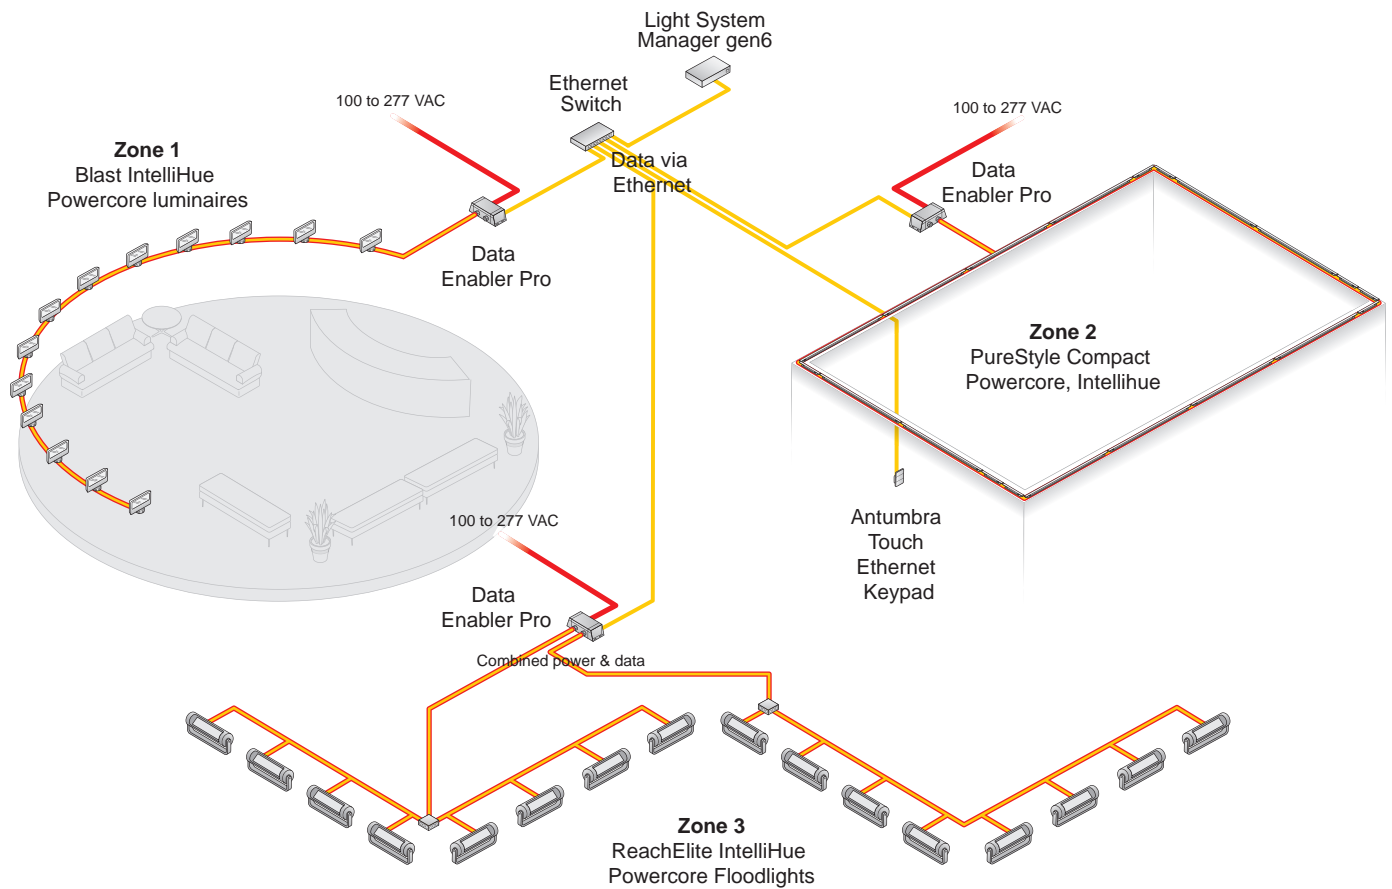 Light System
Manager gen6
Ethernet
Switch
100 to 277 VAC
100 to 277 VAC
Zone 1
Blast IntelliHue
Powercore luminaires
Data via
Ethernet
Data
Enabler Pro
Data
Enabler Pro
Zone 2
PureStyle Compact
Powercore, Intellihue
Antumbra
Touch
Ethernet
Keypad
100 to 277 VAC
Data
Enabler Pro
Combined power & data
Zone 3
ReachElite IntelliHue
Powercore Floodlights